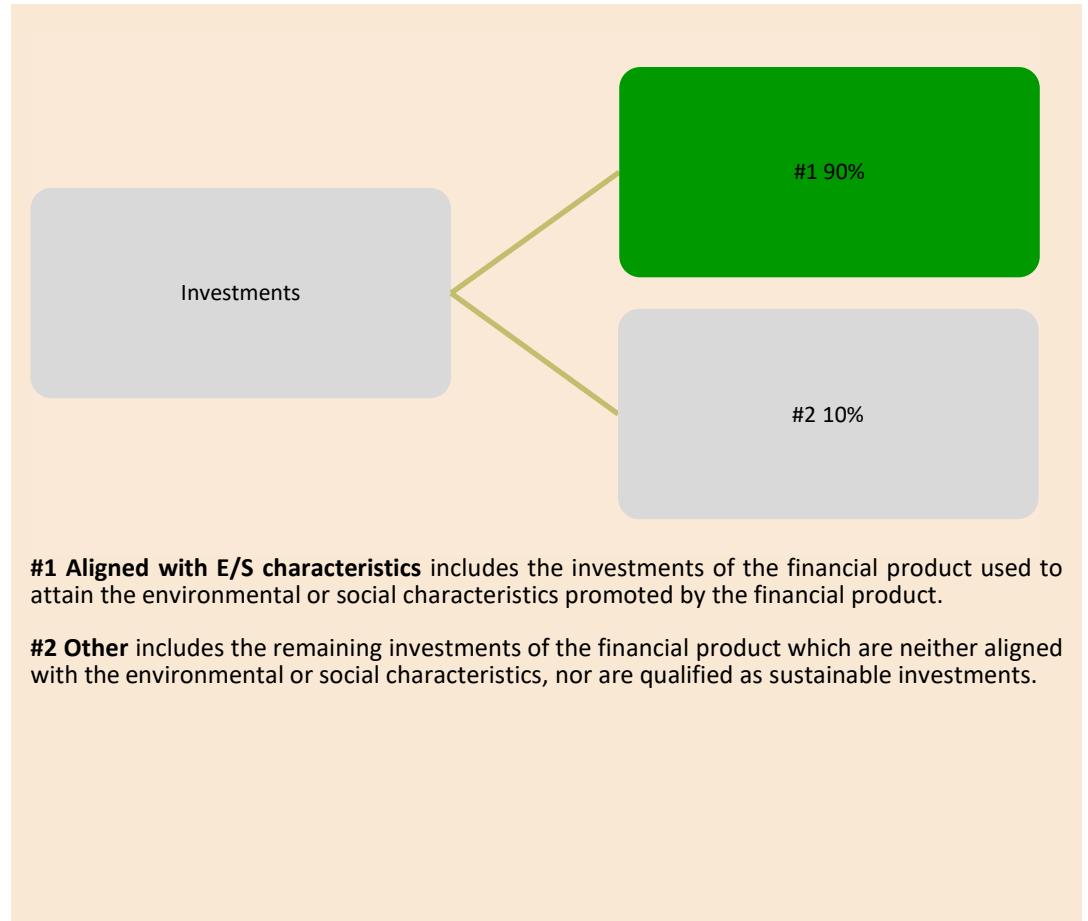 #1 90%
Investments
#2 10%
#1 Aligned with E/S characteristics includes the investments of the financial product used to
attain the environmental or social characteristics promoted by the financial product.
#2 Other includes the remaining investments of the financial product which are neither aligned
with the environmental or social characteristics, nor are qualified as sustainable investments.